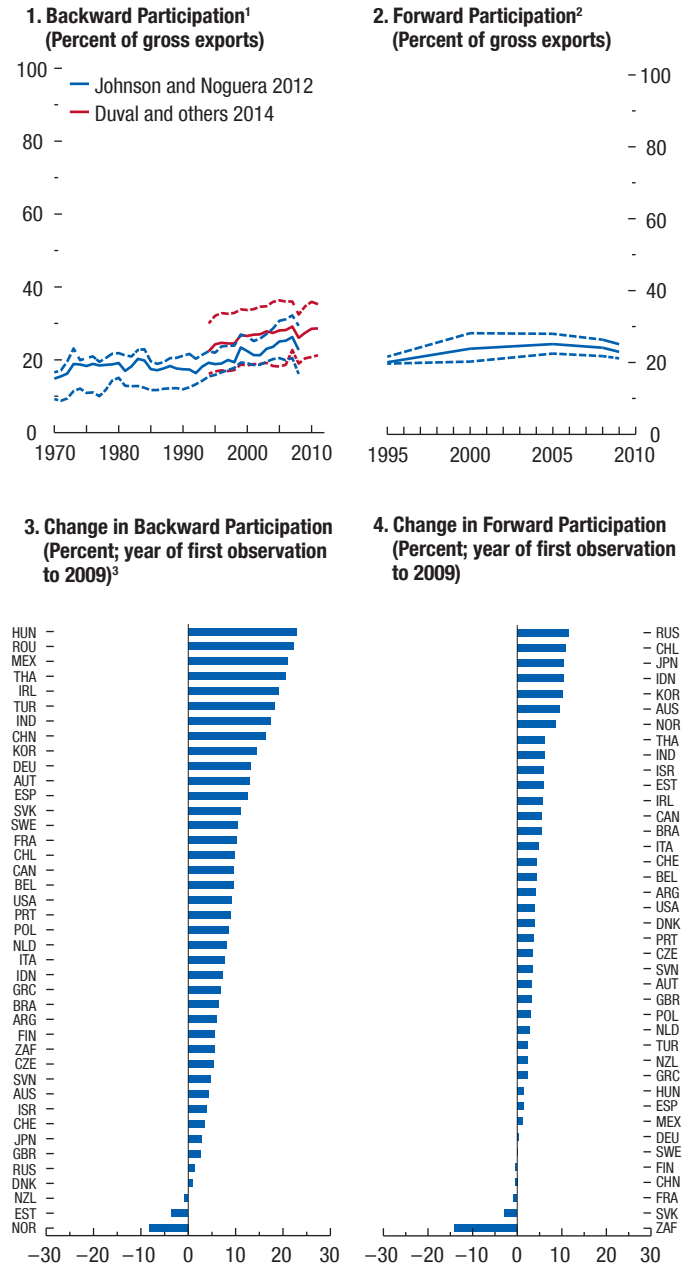 1. Backward Participation¹
(Percent of gross exports)
100
80
60
40
20
0
Johnson and Noguera 2012
Duval and others 2014
1970 1980 1990 2000 2010
2. Forward Participation²
(Percent of gross exports)
100
80
60
40
20
0
1995 2000 2005 2010
3. Change in Backward Participation
(Percent; year of first observation
to 2009)³
HUN
ROU
MEX
THA
IRL
TUR
IND
CHN
KOR
DEU
AUT
ESP
SVK
SWE
FRA
CHL
CAN
BEL
USA
PRT
POL
NLD
ITA
IDN
GRC
BRA
ARG
FIN
ZAF
CZE
SVN
AUS
ISR
CHE
JPN
GBR
RUS
DNK
NZL
EST
NOR
–30 –20 –10 0 10 20 30
4. Change in Forward Participation
(Percent; year of first observation
to 2009)
RUS
CHL
JPN
IDN
KOR
AUS
NOR
THA
IND
ISR
EST
IRL
CAN
BRA
ITA
CHE
BEL
ARG
USA
DNK
PRT
CZE
SVN
AUT
GBR
POL
NLD
TUR
NZL
GRC
HUN
ESP
MEX
DEU
SWE
FIN
CHN
FRA
SVK
ZAF
–30 –20 –10 0 10 20 30